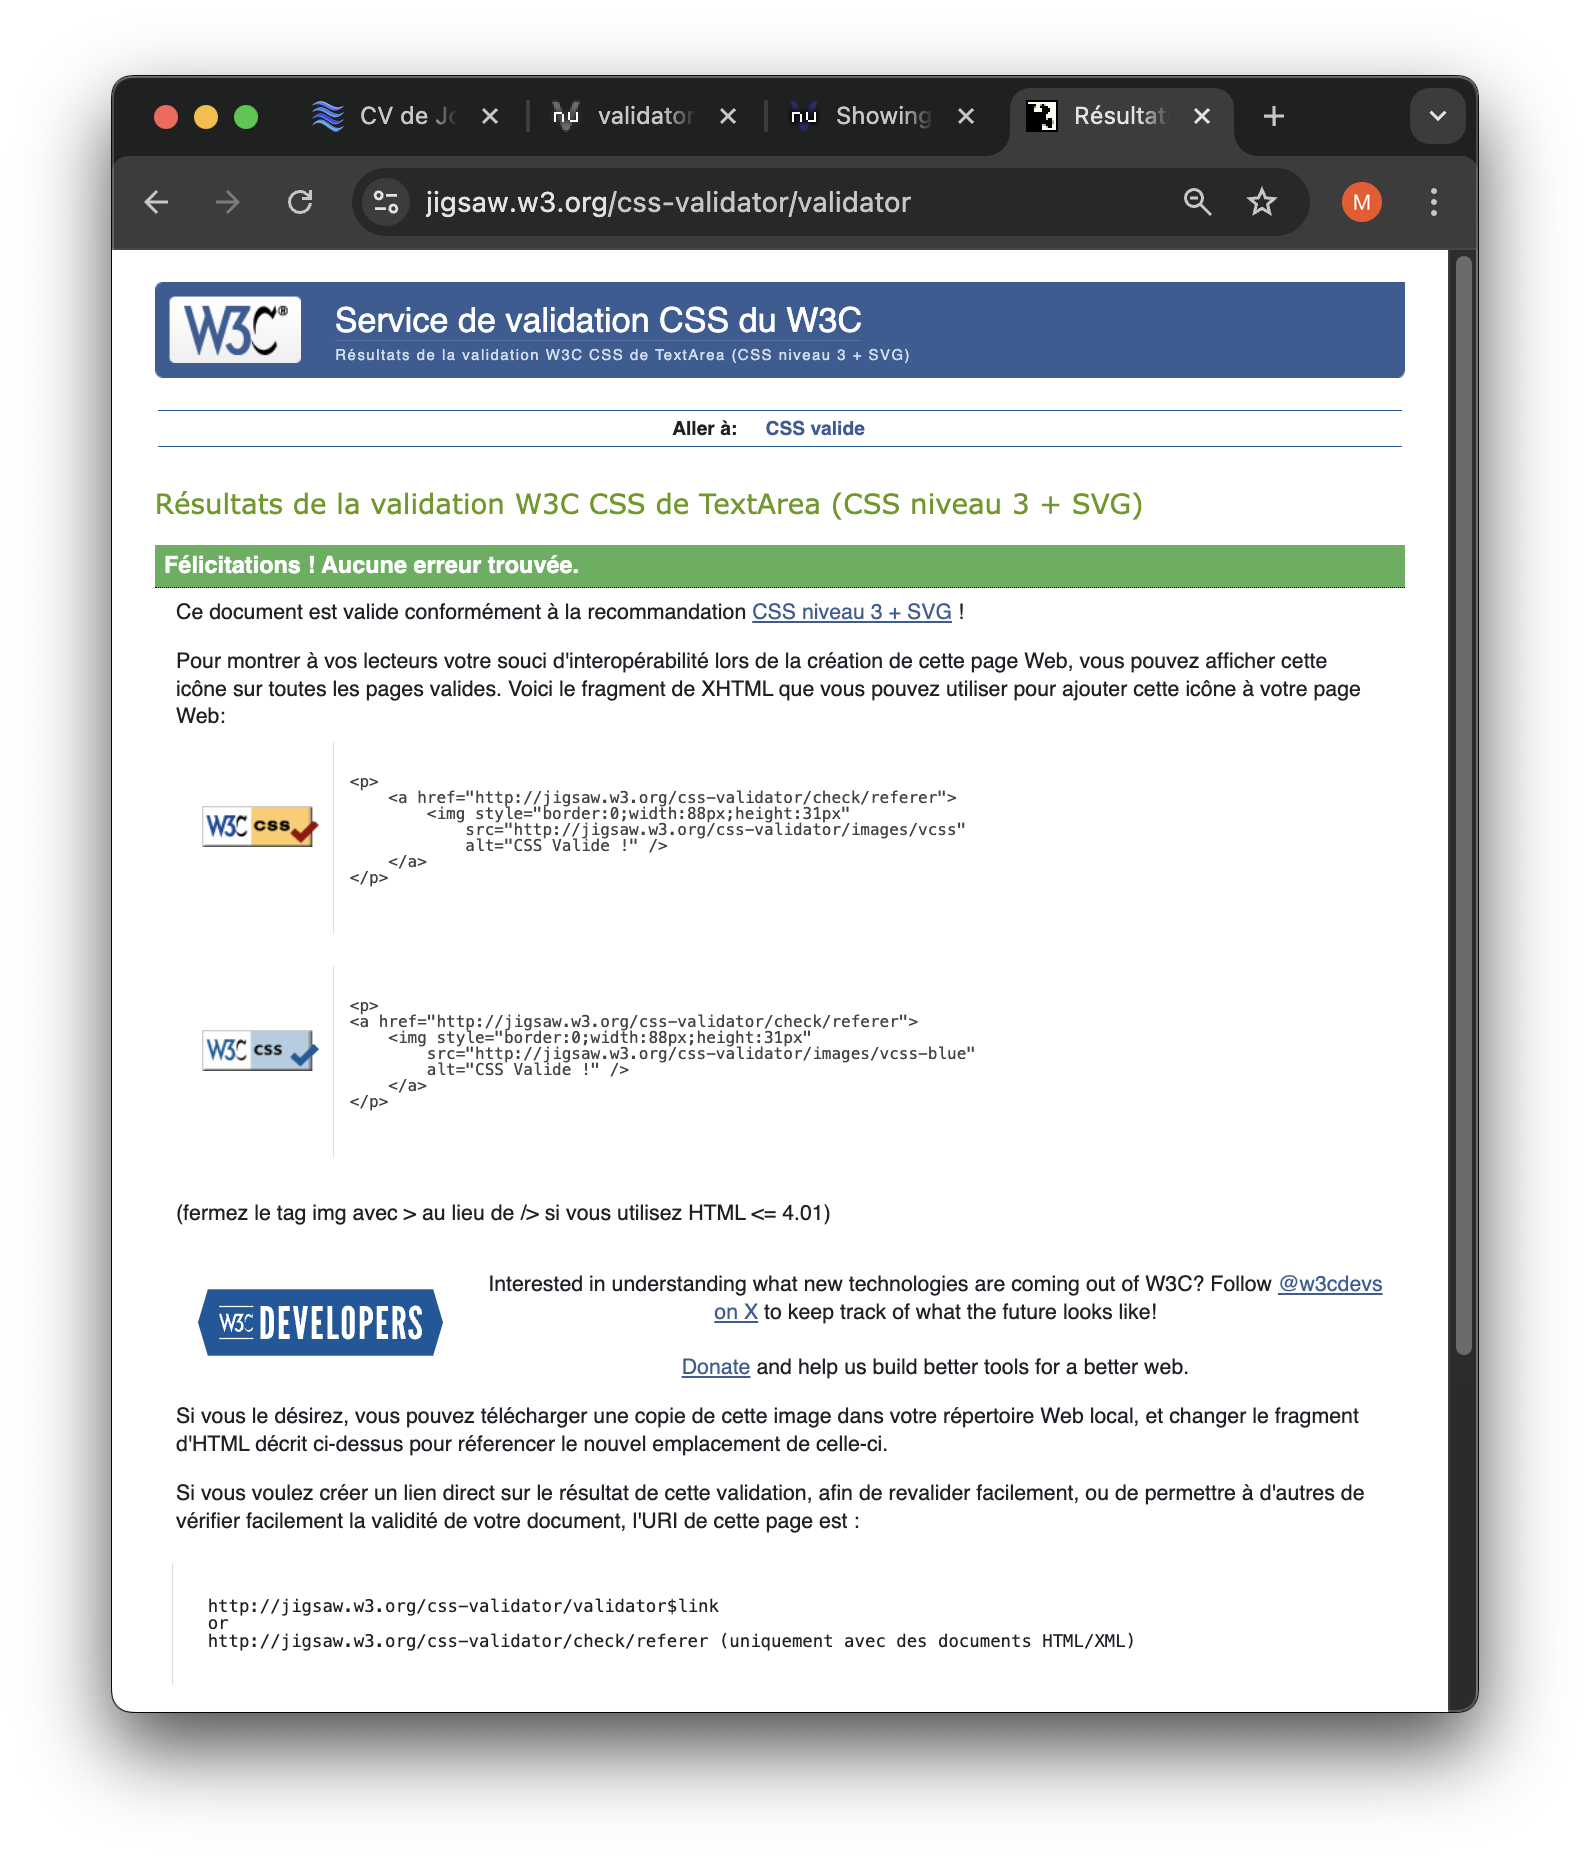 CV de Jo
validator
Showing
Résultat
jigsaw.w3.org/css-validator/validator
M
W3C®
Service de validation CSS du W3C
Résultats de la validation W3C CSS de TextArea (CSS niveau 3 + SVG)
Aller à: CSS valide
Résultats de la validation W3C CSS de TextArea (CSS niveau 3 + SVG)
Félicitations ! Aucune erreur trouvée.
Ce document est valide conformément à la recommandation CSS niveau 3 + SVG !
Pour montrer à vos lecteurs votre souci d'interopérabilité lors de la création de cette page Web, vous pouvez afficher cette
icône sur toutes les pages valides. Voici le fragment de XHTML que vous pouvez utiliser pour ajouter cette icône à votre page
Web:
W3C css
<p>
<a href="http://jigsaw.w3.org/css-validator/check/referer">
<img style="border:0;width:88px;height:31px"
src="http://jigsaw.w3.org/css-validator/images/vcss"
alt="CSS Valide !" />
</a>
</p>
W3C css
<p>
<a href="http://jigsaw.w3.org/css-validator/check/referer">
<img style="border:0;width:88px;height:31px"
src="http://jigsaw.w3.org/css-validator/images/vcss-blue"
alt="CSS Valide !" />
</a>
</p>
(fermez le tag img avec > au lieu de /> si vous utilisez HTML <= 4.01)
W3C DEVELOPERS
Interested in understanding what new technologies are coming out of W3C? Follow @w3cdevs
on X to keep track of what the future looks like!
Donate and help us build better tools for a better web.
Si vous le désirez, vous pouvez télécharger une copie de cette image dans votre répertoire Web local, et changer le fragment
d'HTML décrit ci-dessus pour réferencer le nouvel emplacement de celle-ci.
Si vous voulez créer un lien direct sur le résultat de cette validation, afin de revalider facilement, ou de permettre à d'autres de
vérifier facilement la validité de votre document, l'URI de cette page est :
http://jigsaw.w3.org/css-validator/validator$link
or
http://jigsaw.w3.org/css-validator/check/referer (uniquement avec des documents HTML/XML)